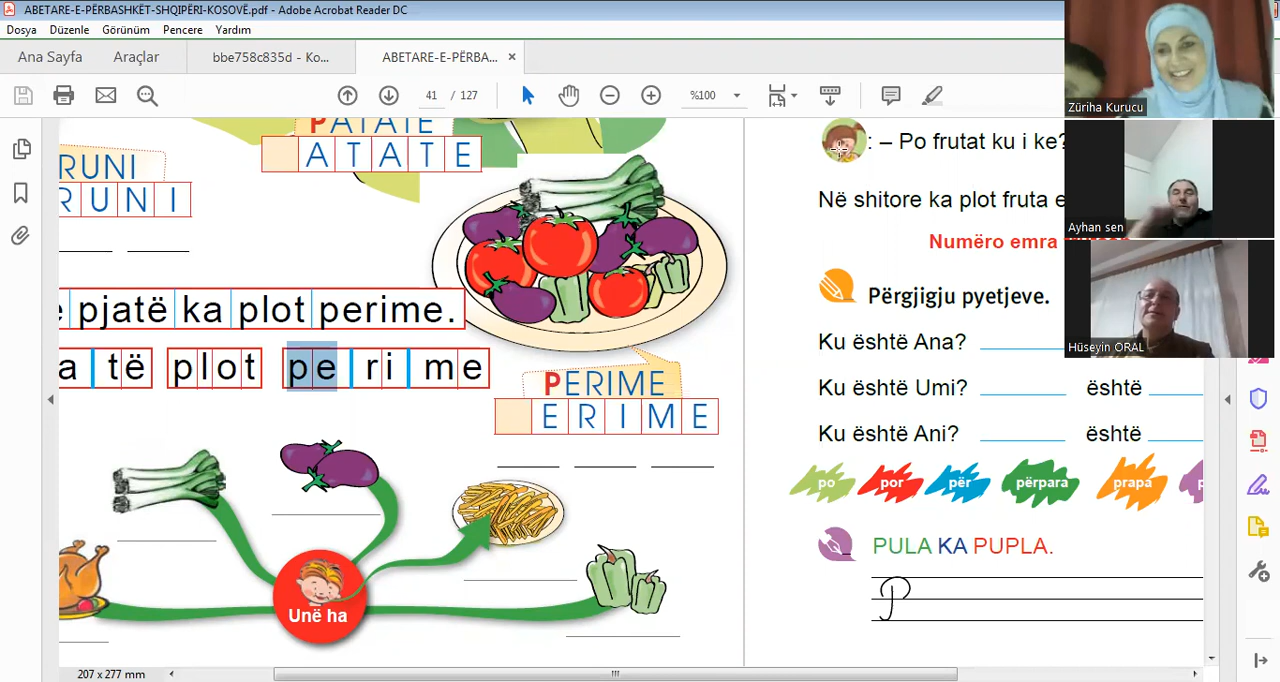 ABETARE-E-PËRBASHKËT-SHQIPËRI-KOSOVË.pdf - Adobe Acrobat Reader DC
Dosya Düzenle Görünüm Pencere Yardım
Ana Sayfa Araçlar bbe758c835d - Ko... ABETARE-E-PËRBA... ×
41 / 127 %100
PATATE
ATATE
RUNI
RUNI
pjatë ka plot perime.
a të plot pe ri me
PERIME
ERIME
Unë ha
: – Po frutat ku i ke?
Në shitore ka plot fruta e
Numëro emra
Përgjigju pyetjeve.
Ku është Ana?
Ku është Umi? është
Ku është Ani? është
po por për përpara prapa p
PULA KA PUPLA.
P
Züriha Kurucu
Ayhan sen
Hüseyin ORAL
207 x 277 mm